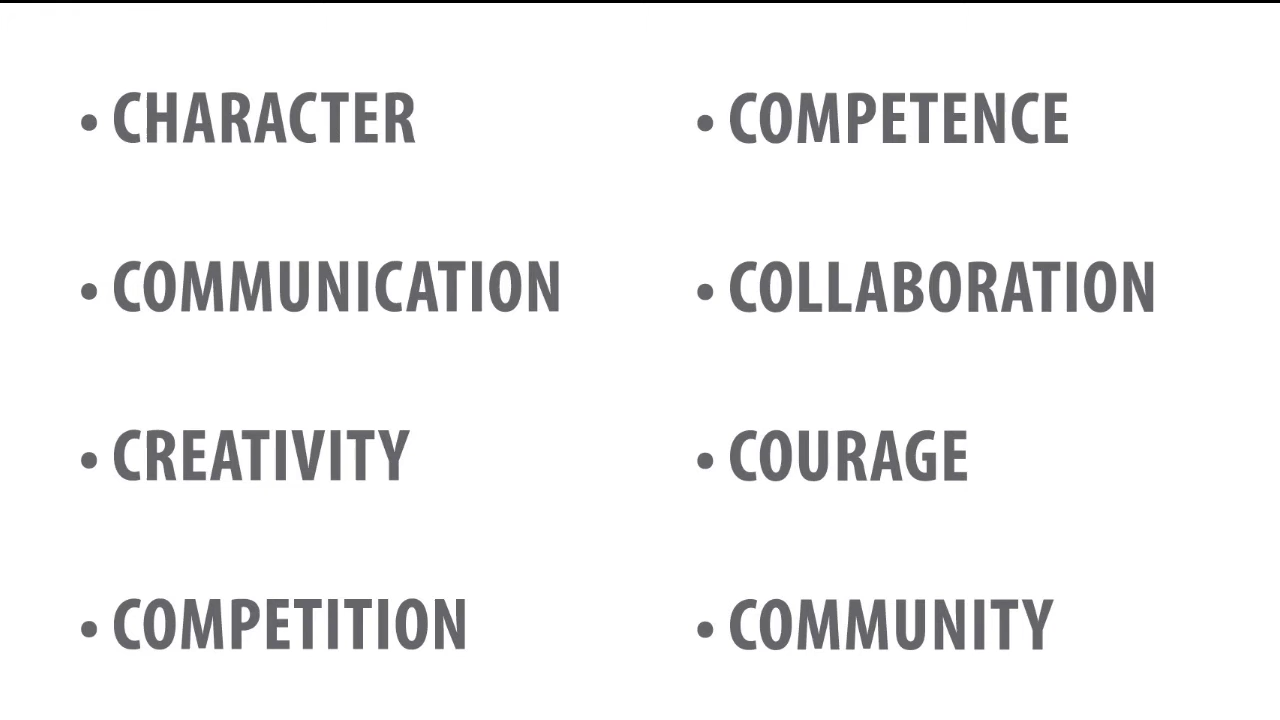 • CHARACTER
• COMMUNICATION
• CREATIVITY
• COMPETITION
• COMPETENCE
• COLLABORATION
• COURAGE
• COMMUNITY